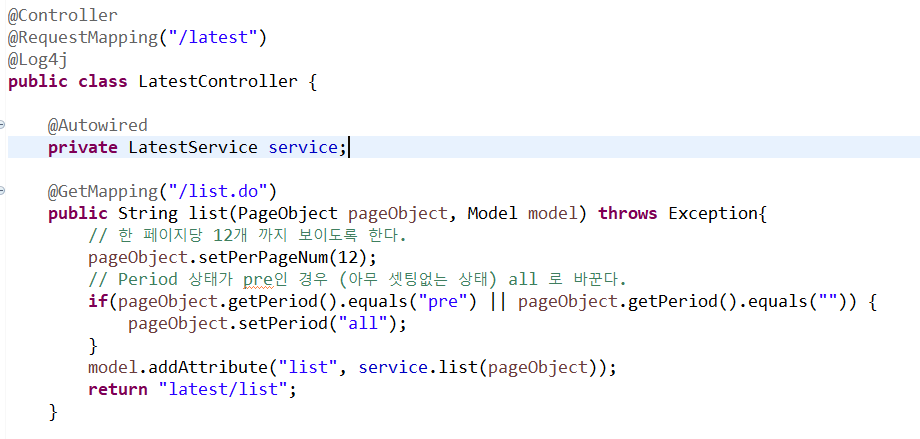 @Controller
@RequestMapping("/latest")
@Log4j
public class LatestController {
@Autowired
private LatestService service;
@GetMapping("/list.do")
public String list(PageObject pageObject, Model model) throws Exception{
// 한 페이지당 12개 까지 보이도록 한다.
pageObject.setPerPageNum(12);
// Period 상태가 pre인 경우 (아무 셋팅없는 상태) all 로 바꾼다.
if(pageObject.getPeriod().equals("pre") || pageObject.getPeriod().equals("")) {
pageObject.setPeriod("all");
}
model.addAttribute("list", service.list(pageObject));
return "latest/list";
}